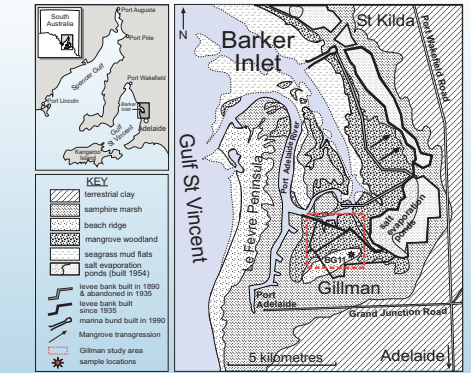 South
Australia
Port Augusta
Port Pirie
Spencer Gulf
Port Wakefield
Port Lincoln
Barker
Inlet
Adelaide
Gulf
St Vincent
Kangaroo
Island
KEY
terrestrial clay
samphire marsh
beach ridge
mangrove woodland
seagrass mud flats
salt evaporation
ponds (built 1954)
levee bank built in 1890
& abandoned in 1935
levee bank built
since 1935
marina bund built in 1990
Mangrove transgression
Gillman study area
sample locations
N
St Kilda
Barker
Inlet
Port Wakefield Road
Gulf St Vincent
Le Fevre Peninsula
Port Adelaide River
salt evaporation
ponds
BG11
Gillman
Port
Adelaide
Grand Junction Road
5 kilometres
Adelaide